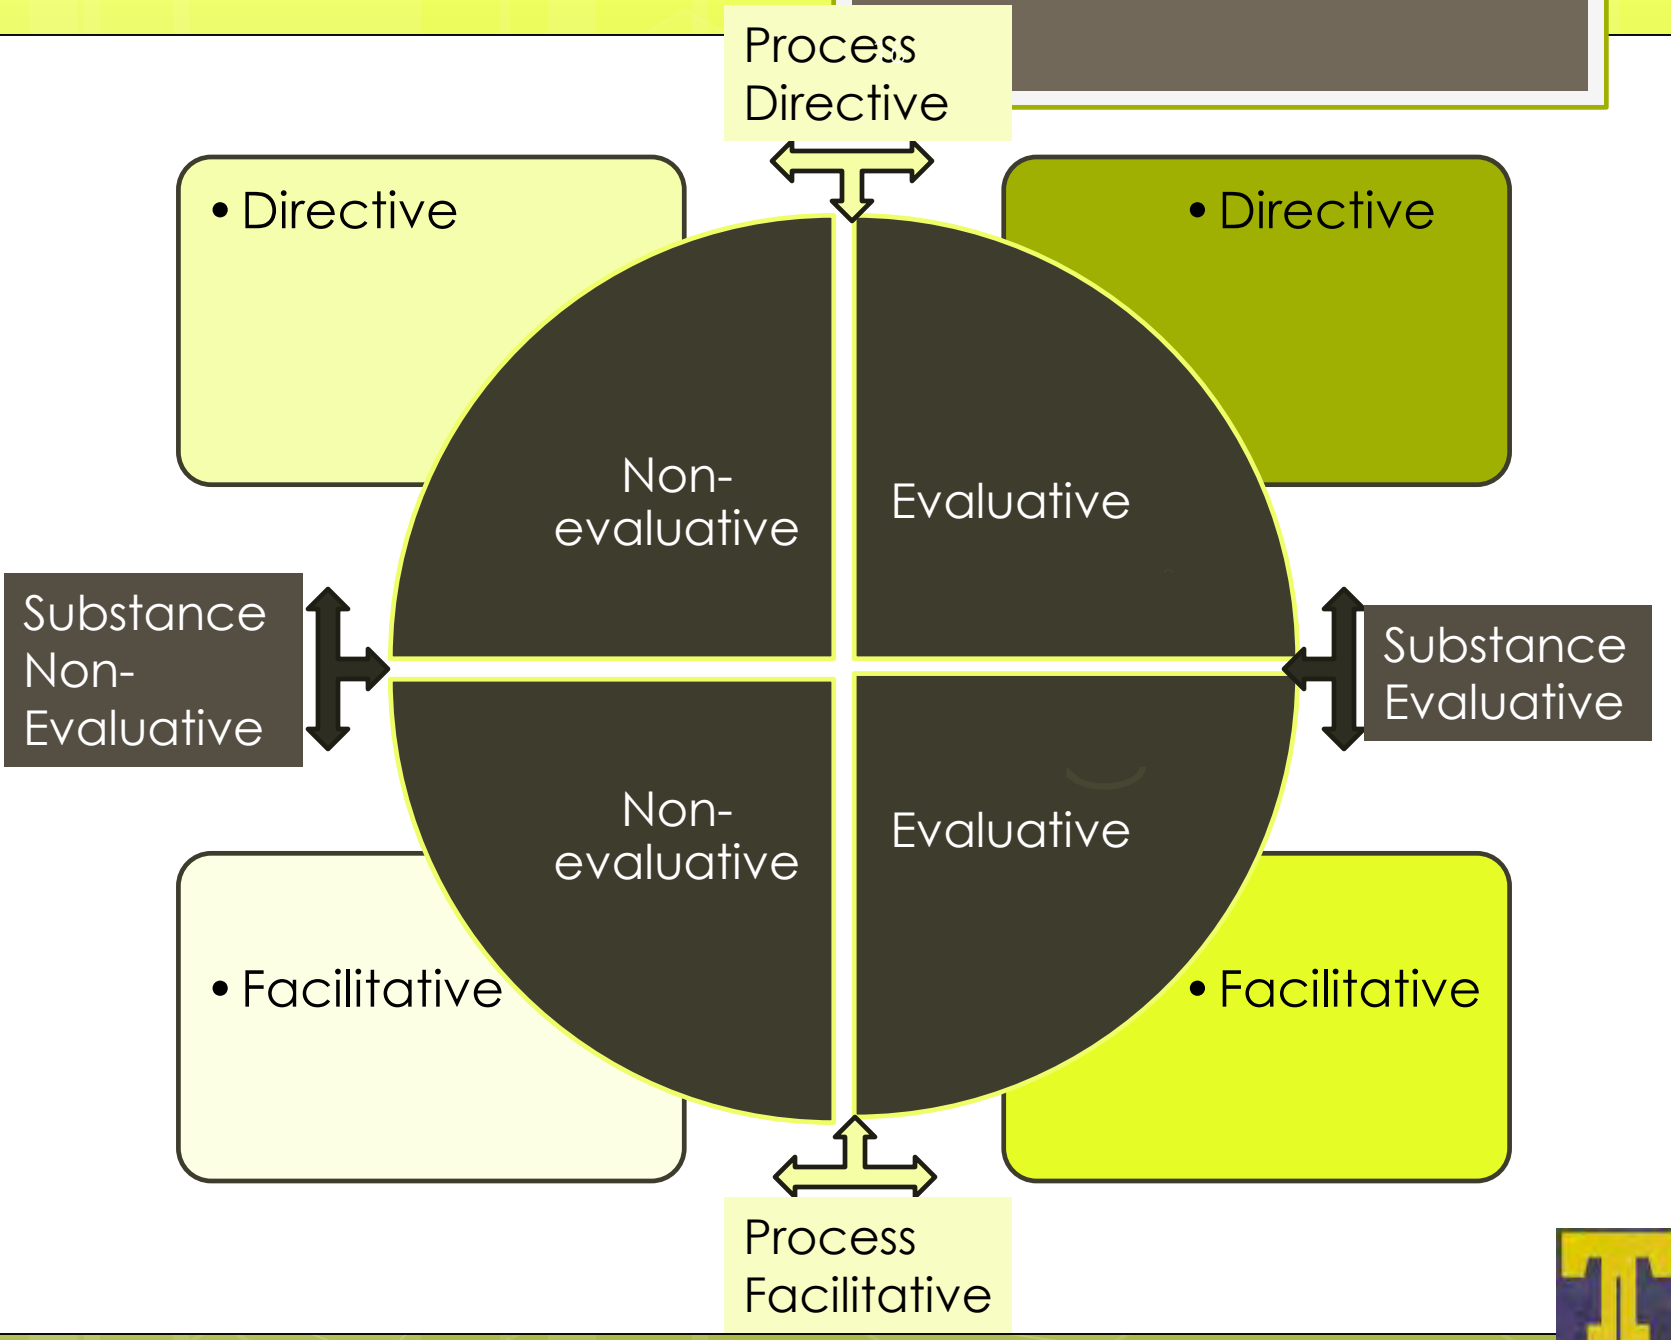 Process
Directive
• Directive
• Directive
Non-
evaluative
Evaluative
Substance
Non-
Evaluative
Substance
Evaluative
Non-
evaluative
Evaluative
• Facilitative
• Facilitative
Process
Facilitative